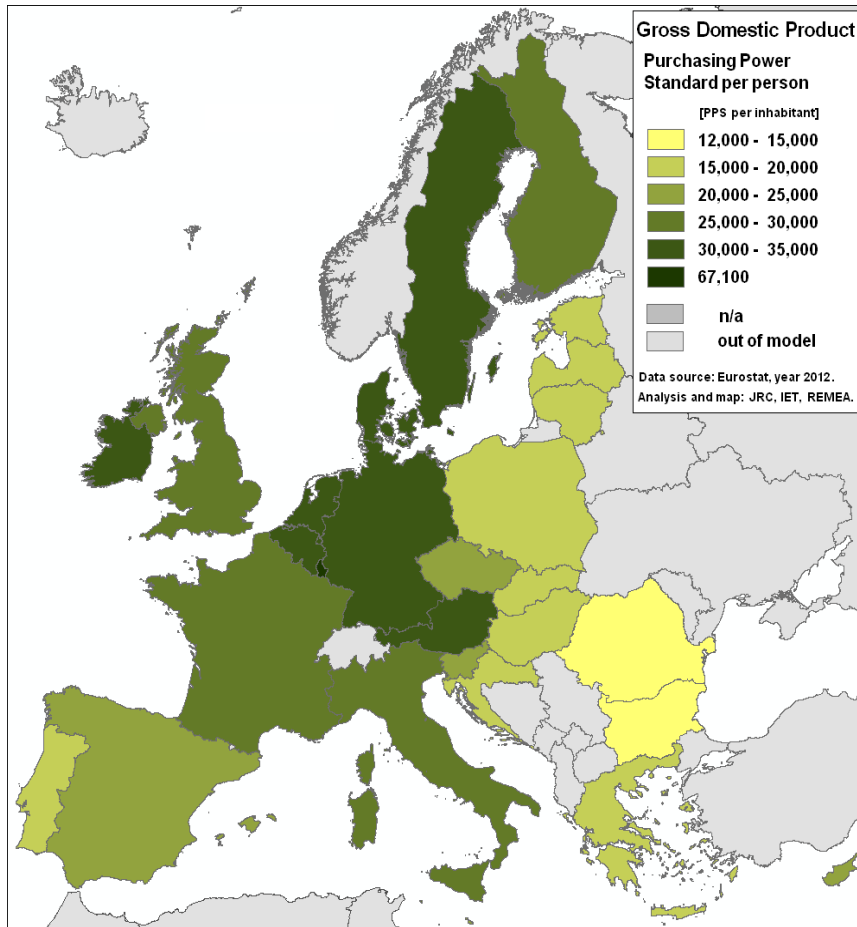 Gross Domestic Product
Purchasing Power
Standard per person
[PPS per inhabitant]
12,000 - 15,000
15,000 - 20,000
20,000 - 25,000
25,000 - 30,000
30,000 - 35,000
67,100
n/a
out of model
Data source: Eurostat, year 2012.
Analysis and map: JRC, IET, REMEA.